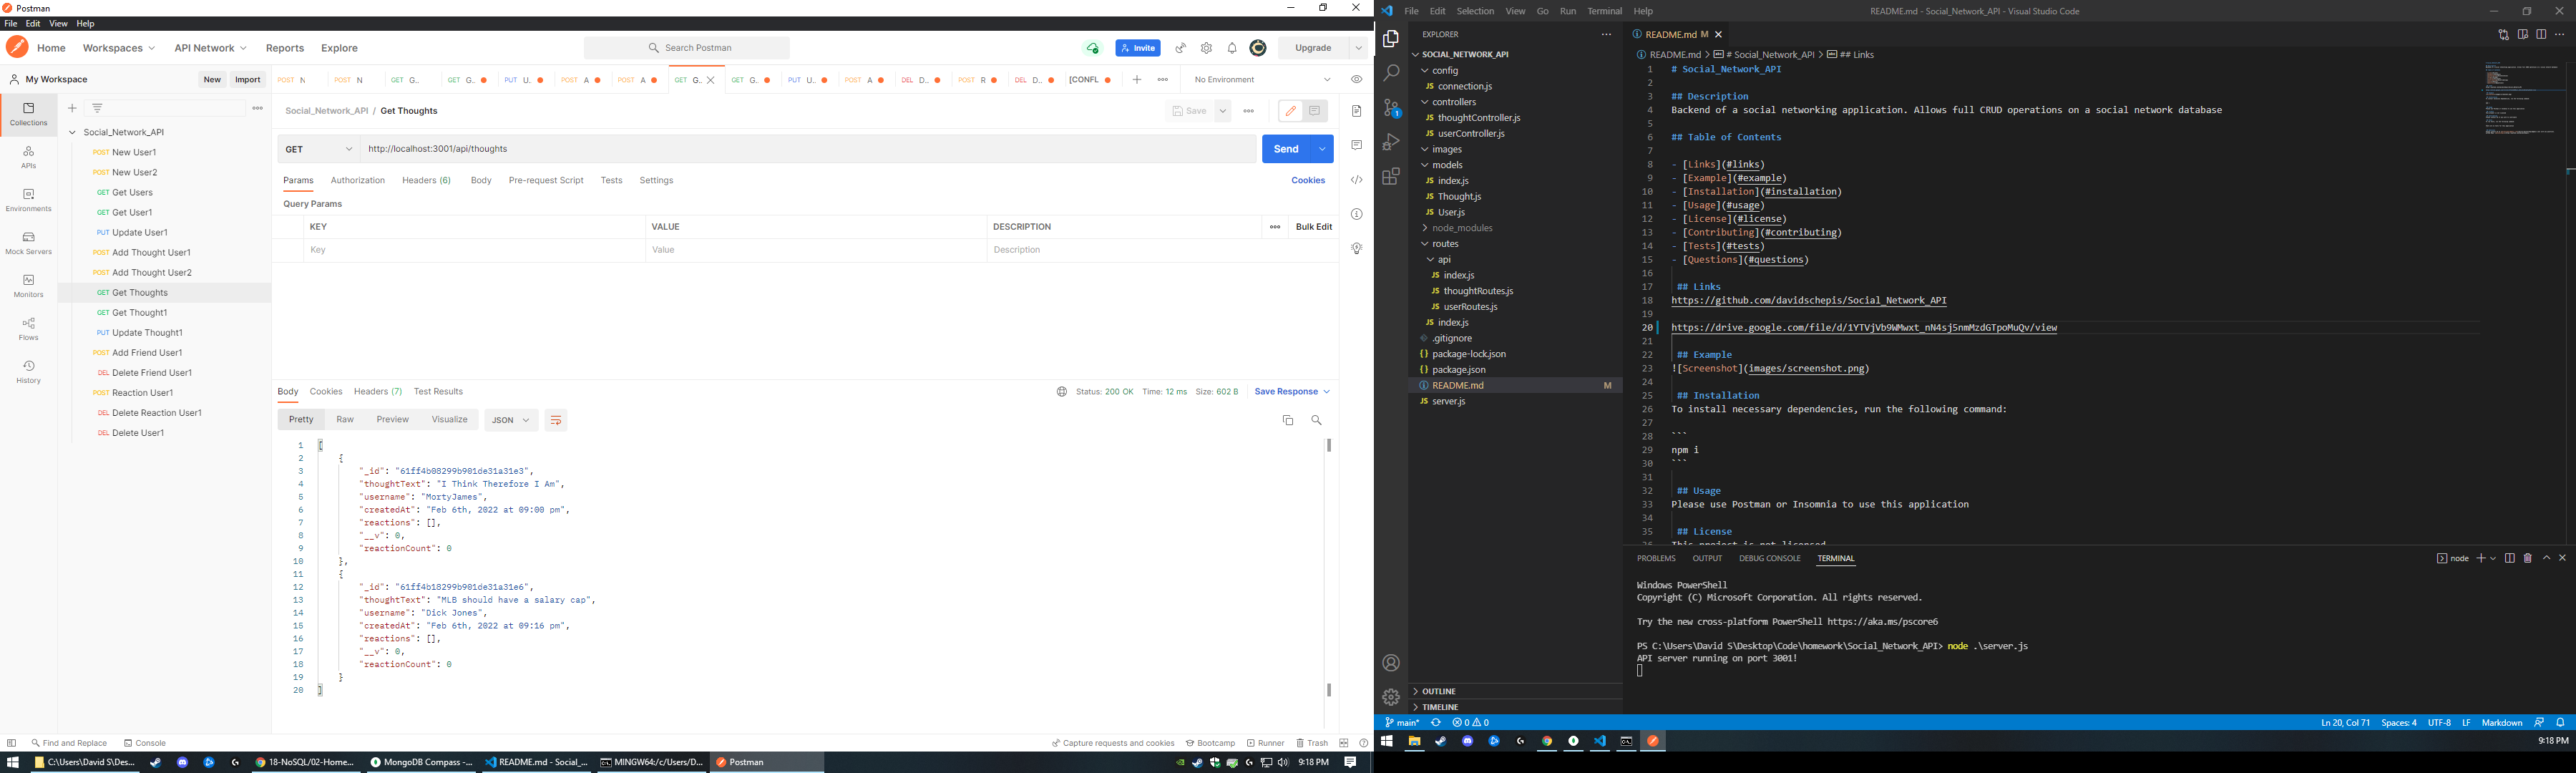 Postman
File Edit View Help
Home Workspaces API Network Reports Explore
Search Postman
Invite
Upgrade
My Workspace New Import
POST N
POST N
GET G..
GET G..
PUT U.
POST A
POST A
GET G.
GET G.
PUT U.
POST A
DEL D..
POST R
DEL D..
[CONFL
No Environment
Collections
APIs
Environments
Mock Servers
Monitors
Flows
History
Social_Network_API
POST New User1
POST New User2
GET Get Users
GET Get User1
PUT Update User1
POST Add Thought User1
POST Add Thought User2
GET Get Thoughts
GET Get Thought1
PUT Update Thought1
POST Add Friend User1
DEL Delete Friend User1
POST Reaction User1
DEL Delete Reaction User1
DEL Delete User1
Social_Network_API / Get Thoughts
Save
GET http://localhost:3001/api/thoughts Send
Params Authorization Headers (6) Body Pre-request Script Tests Settings Cookies
Query Params
KEY VALUE DESCRIPTION Bulk Edit
Key Value Description
Body Cookies Headers (7) Test Results Status: 200 OK Time: 12 ms Size: 602 B Save Response
Pretty Raw Preview Visualize JSON
1 [
2 {
3 "_id": "61ff4b08299b901de31a31e3",
4 "thoughtText": "I Think Therefore I Am",
5 "username": "MortyJames",
6 "createdAt": "Feb 6th, 2022 at 09:00 pm",
7 "reactions": [],
8 "__v": 0,
9 "reactionCount": 0
10 },
11 {
12 "_id": "61ff4b18299b901de31a31e6",
13 "thoughtText": "MLB should have a salary cap",
14 "username": "Dick Jones",
15 "createdAt": "Feb 6th, 2022 at 09:16 pm",
16 "reactions": [],
17 "__v": 0,
18 "reactionCount": 0
19 }
20 ]
Find and Replace Console
Capture requests and cookies Bootcamp Runner Trash
C:\Users\David S\Des...
18-NoSQL/02-Home...
MongoDB Compass -...
README.md - Social_...
MINGW64:/c/Users/D...
Postman
9:18 PM
File Edit Selection View Go Run Terminal Help
README.md - Social_Network_API - Visual Studio Code
EXPLORER
SOCIAL_NETWORK_API
config
JS connection.js
controllers
JS thoughtController.js
JS userController.js
images
models
JS index.js
JS Thought.js
JS User.js
node_modules
routes
api
JS index.js
JS thoughtRoutes.js
JS userRoutes.js
JS index.js
.gitignore
{} package-lock.json
{} package.json
README.md M
JS server.js
OUTLINE
TIMELINE
1
README.md M
README.md > # Social_Network_API > ## Links
1 # Social_Network_API
2
3 ## Description
4 Backend of a social networking application. Allows full CRUD operations on a social network database
5
6 ## Table of Contents
7
8 - [Links](#links)
9 - [Example](#example)
10 - [Installation](#installation)
11 - [Usage](#usage)
12 - [License](#license)
13 - [Contributing](#contributing)
14 - [Tests](#tests)
15 - [Questions](#questions)
16
17 ## Links
18 https://github.com/davidschepis/Social_Network_API
19
20 https://drive.google.com/file/d/1YTVjVb9WMwxt_nN4sj5nmMzdGTpoMuQv/view
21
22 ## Example
23 ![Screenshot](images/screenshot.png)
24
25 ## Installation
26 To install necessary dependencies, run the following command:
27
28 ```
29 npm i
30 ```
31
32 ## Usage
33 Please use Postman or Insomnia to use this application
34
35 ## License
PROBLEMS OUTPUT DEBUG CONSOLE TERMINAL node
Windows PowerShell
Copyright (C) Microsoft Corporation. All rights reserved.
Try the new cross-platform PowerShell https://aka.ms/pscore6
PS C:\Users\David S\Desktop\Code\homework\Social_Network_API> node .\server.js
API server running on port 3001!
main* 0 0 Ln 20, Col 71 Spaces: 4 UTF-8 LF Markdown
9:18 PM